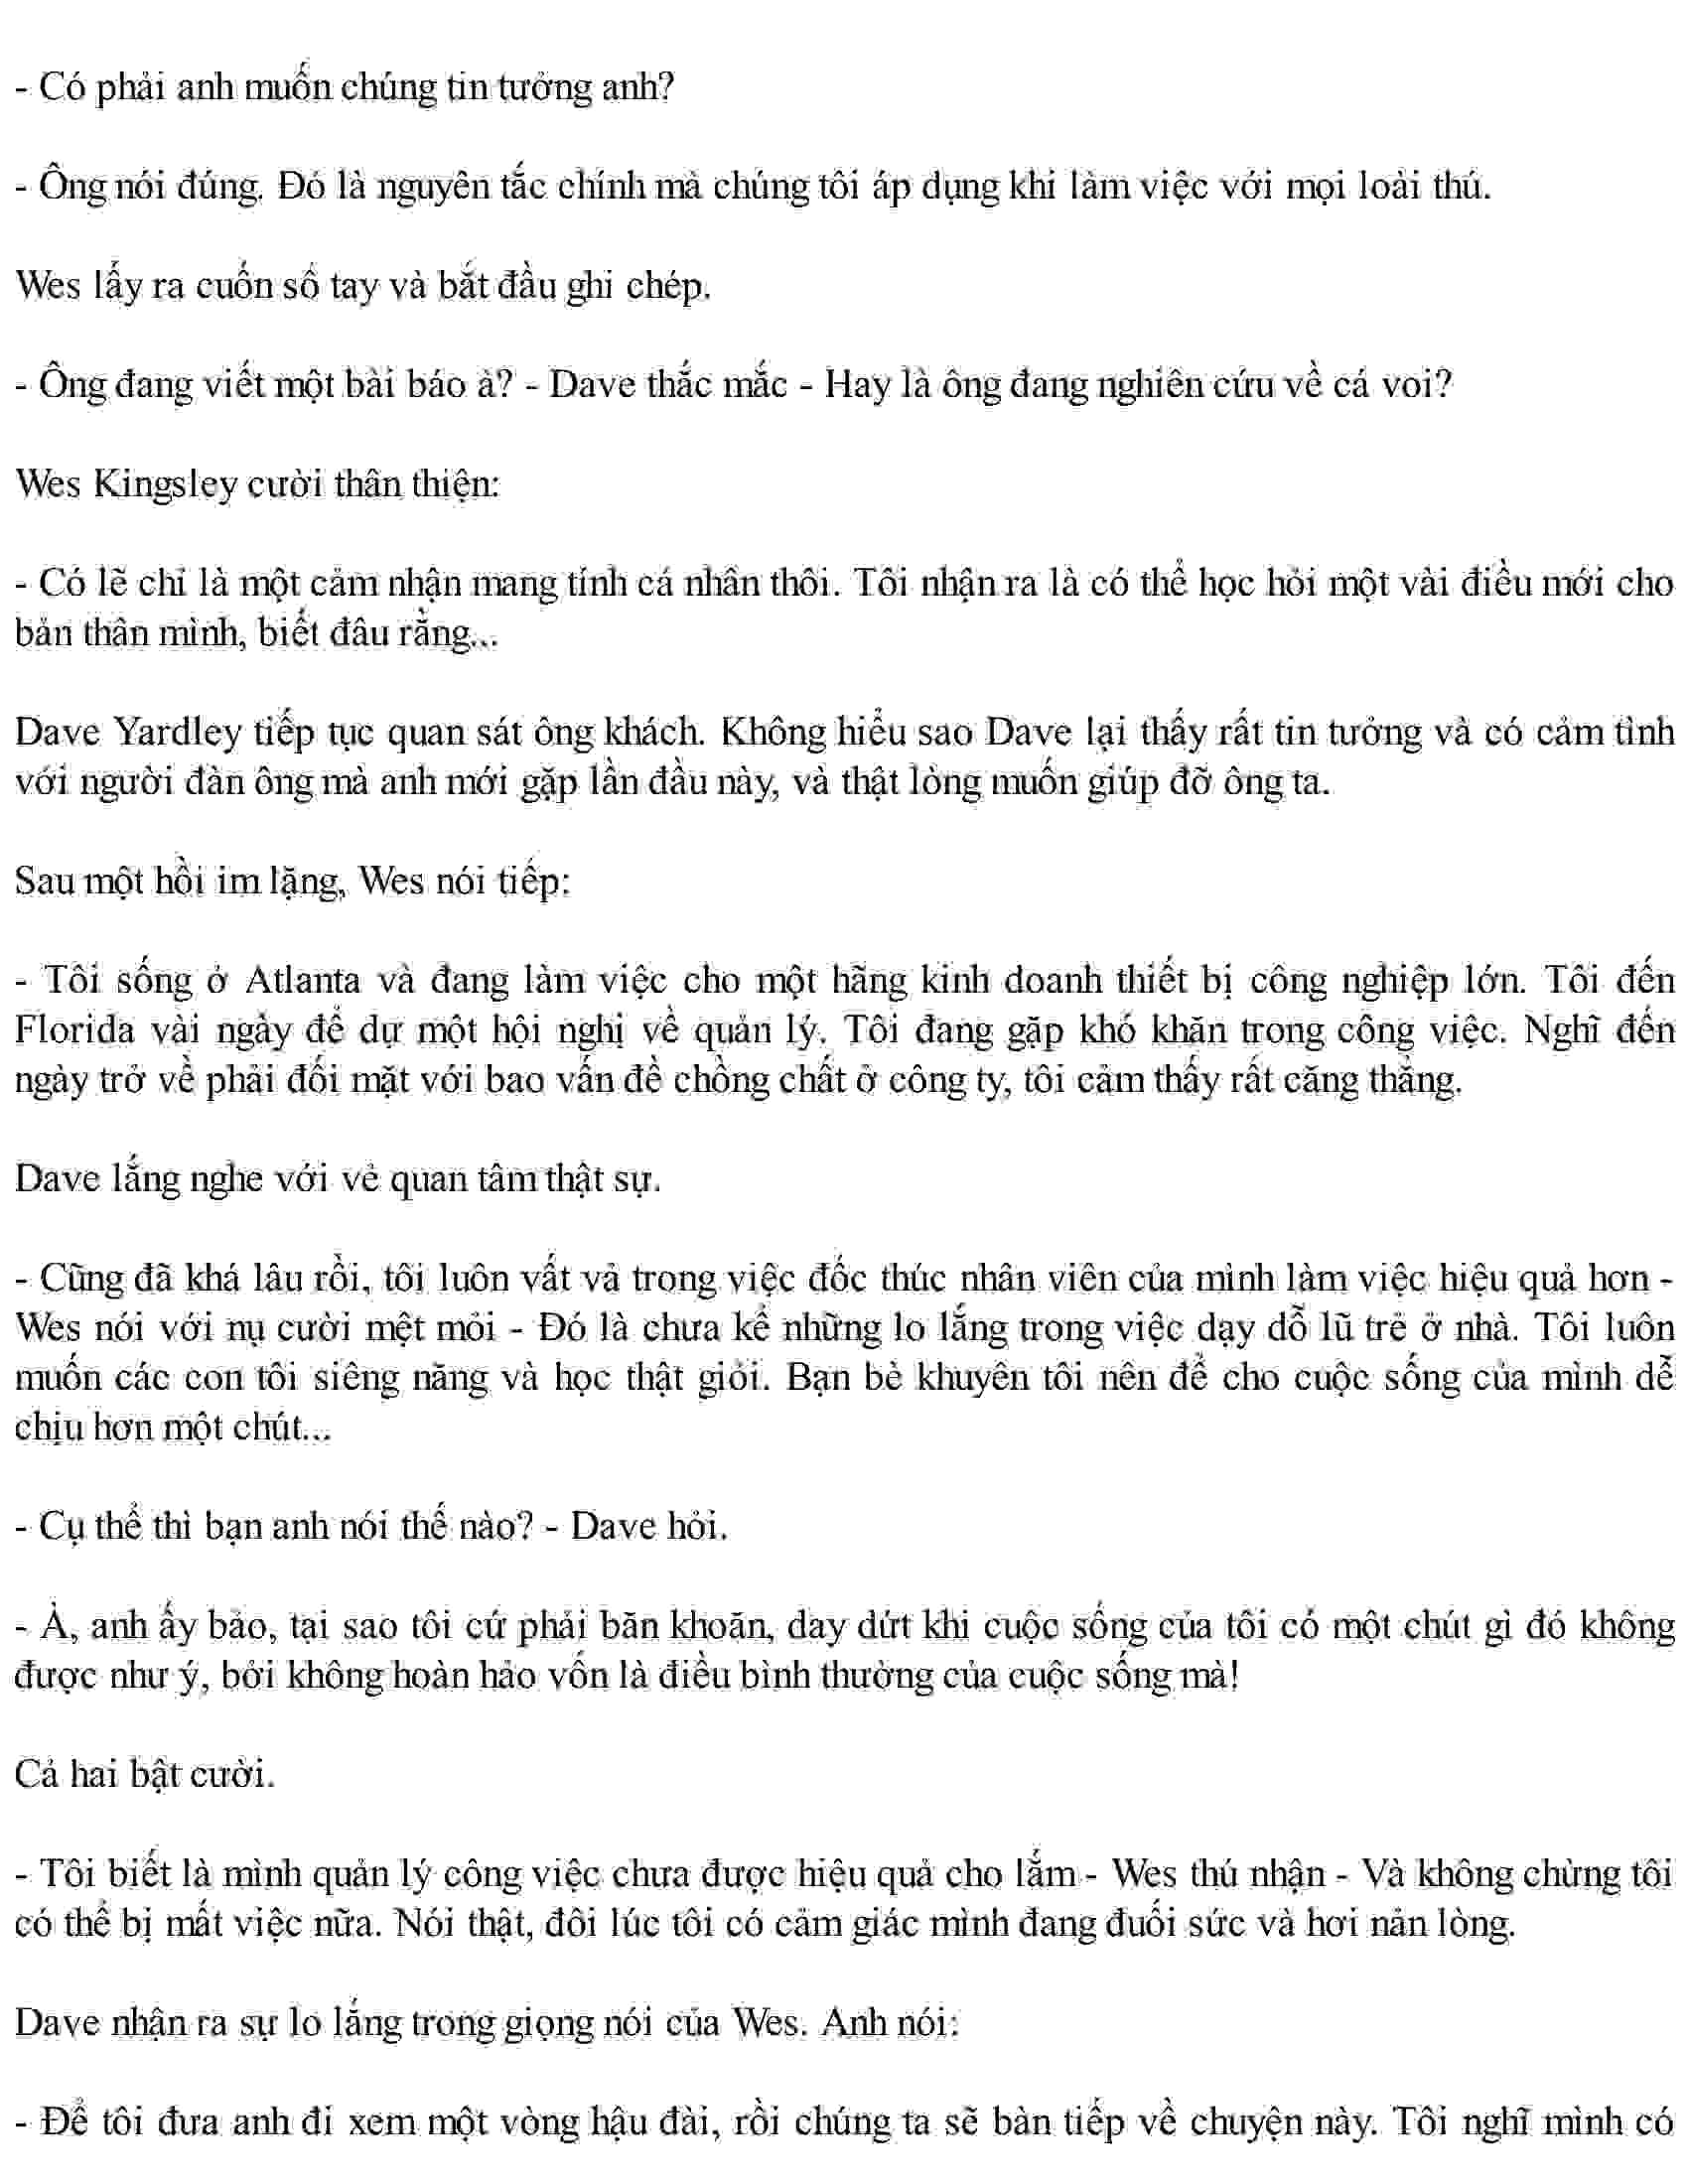 - Có phải anh muốn chúng tin tưởng anh?
- Ông nói đúng. Đó là nguyên tắc chính mà chúng tôi áp dụng khi làm việc với mọi loài thú.
Wes lấy ra cuốn sổ tay và bắt đầu ghi chép.
- Ông đang viết một bài báo à? - Dave thắc mắc - Hay là ông đang nghiên cứu về cá voi?
Wes Kingsley cười thân thiện:
- Có lẽ chỉ là một cảm nhận mang tính cá nhân thôi. Tôi nhận ra là có thể học hỏi một vài điều mới cho
bản thân mình, biết đâu rằng...
Dave Yardley tiếp tục quan sát ông khách. Không hiểu sao Dave lại thấy rất tin tưởng và có cảm tình
với người đàn ông mà anh mới gặp lần đầu này, và thật lòng muốn giúp đỡ ông ta.
Sau một hồi im lặng, Wes nói tiếp:
- Tôi sống ở Atlanta và đang làm việc cho một hãng kinh doanh thiết bị công nghiệp lớn. Tôi đến
Florida vài ngày để dự một hội nghị về quản lý. Tôi đang gặp khó khăn trong công việc. Nghĩ đến
ngày trở về phải đối mặt với bao vấn đề chồng chất ở công ty, tôi cảm thấy rất căng thẳng.
Dave lắng nghe với vẻ quan tâm thật sự.
- Cũng đã khá lâu rồi, tôi luôn vất vả trong việc đốc thúc nhân viên của mình làm việc hiệu quả hơn -
Wes nói với nụ cười mệt mỏi - Đó là chưa kể những lo lắng trong việc dạy dỗ lũ trẻ ở nhà. Tôi luôn
muốn các con tôi siêng năng và học thật giỏi. Bạn bè khuyên tôi nên để cho cuộc sống của mình dễ
chịu hơn một chút...
- Cụ thể thì bạn anh nói thế nào? - Dave hỏi.
- À, anh ấy bảo, tại sao tôi cứ phải băn khoăn, day dứt khi cuộc sống của tôi có một chút gì đó không
được như ý, bởi không hoàn hảo vốn là điều bình thường của cuộc sống mà!
Cả hai bật cười.
- Tôi biết là mình quản lý công việc chưa được hiệu quả cho lắm - Wes thú nhận - Và không chừng tôi
có thể bị mất việc nữa. Nói thật, đôi lúc tôi có cảm giác mình đang đuối sức và hơi nản lòng.
Dave nhận ra sự lo lắng trong giọng nói của Wes. Anh nói:
- Để tôi đưa anh đi xem một vòng hậu đài, rồi chúng ta sẽ bàn tiếp về chuyện này. Tôi nghĩ mình có